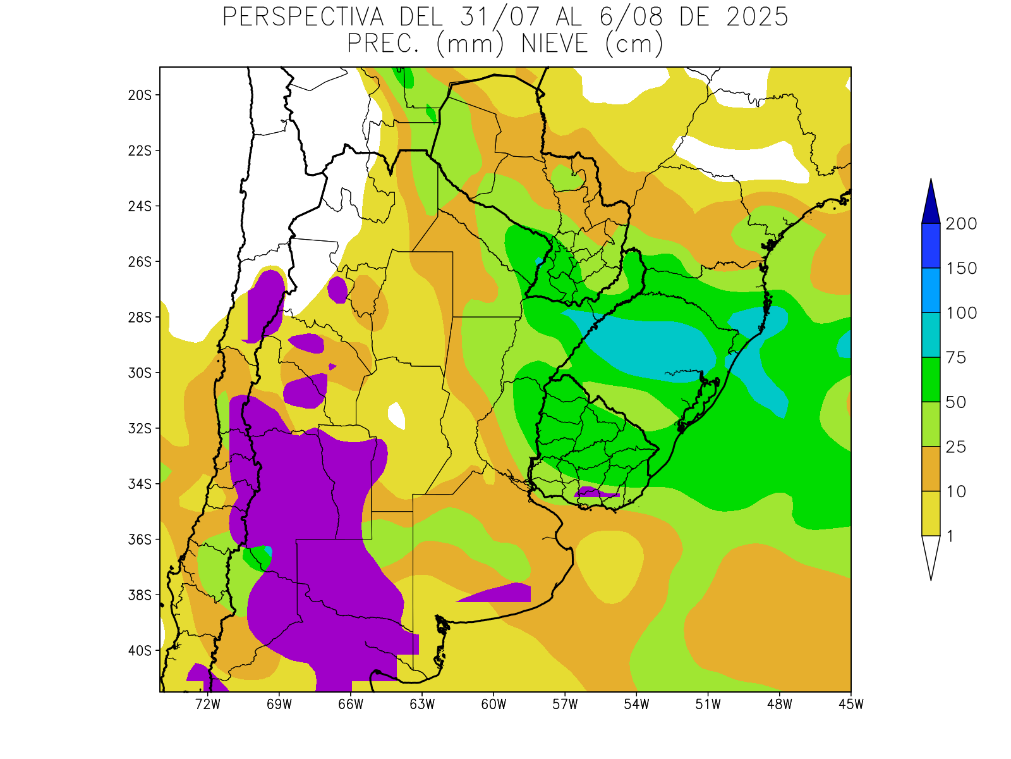 PERSPECTIVA DEL 31/07 AL 6/08 DE 2025
PREC. (mm) NIEVE (cm)
20S
22S
24S
26S
28S
30S
32S
34S
36S
38S
40S
72W 69W 66W 63W 60W 57W 54W 51W 48W 45W
200
150
100
75
50
25
10
1